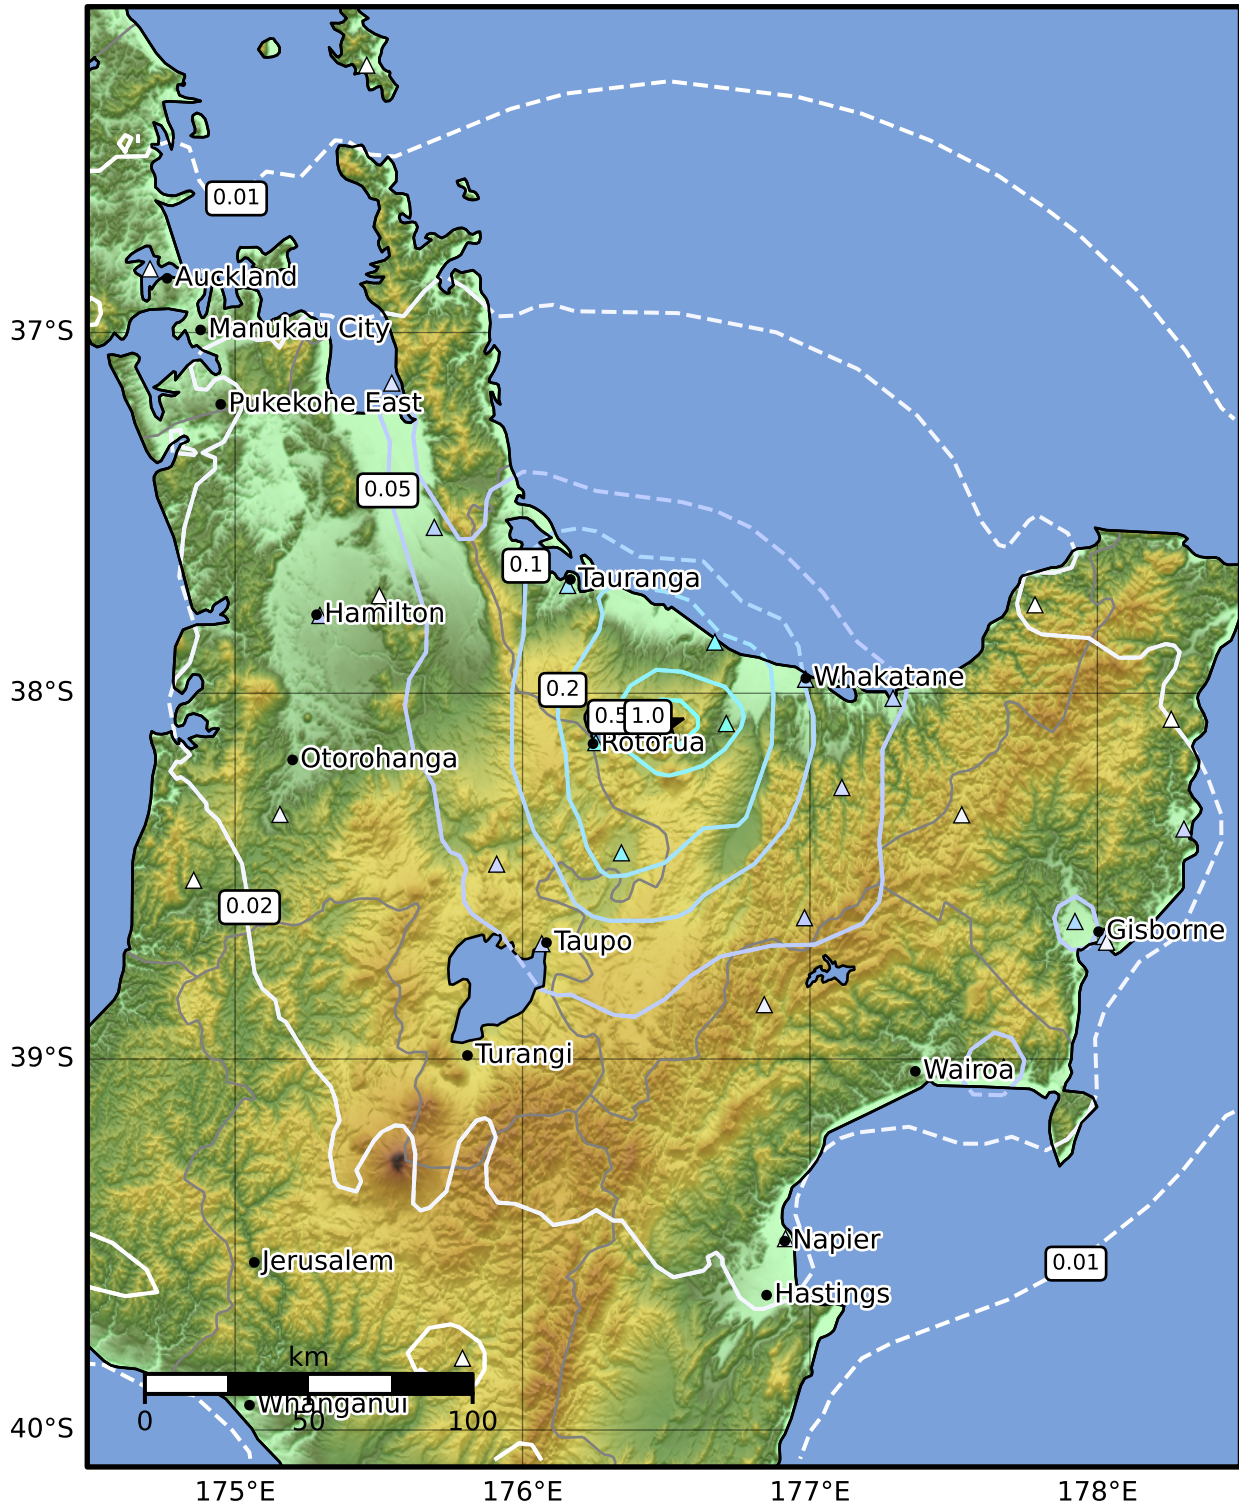 0.01
Auckland
37°S
Manukau City
Pukekohe East
0.05
0.1
Tauranga
Hamilton
38°S
0.2
Whakatane
0.5
1.0
Rotorua
Otorohanga
0.02
Gisborne
Taupo
39°S
Turangi
Wairoa
Napier
Jerusalem
0.01
Hastings
km
Whanganui
0 50 100
40°S
175°E 176°E 177°E 178°E